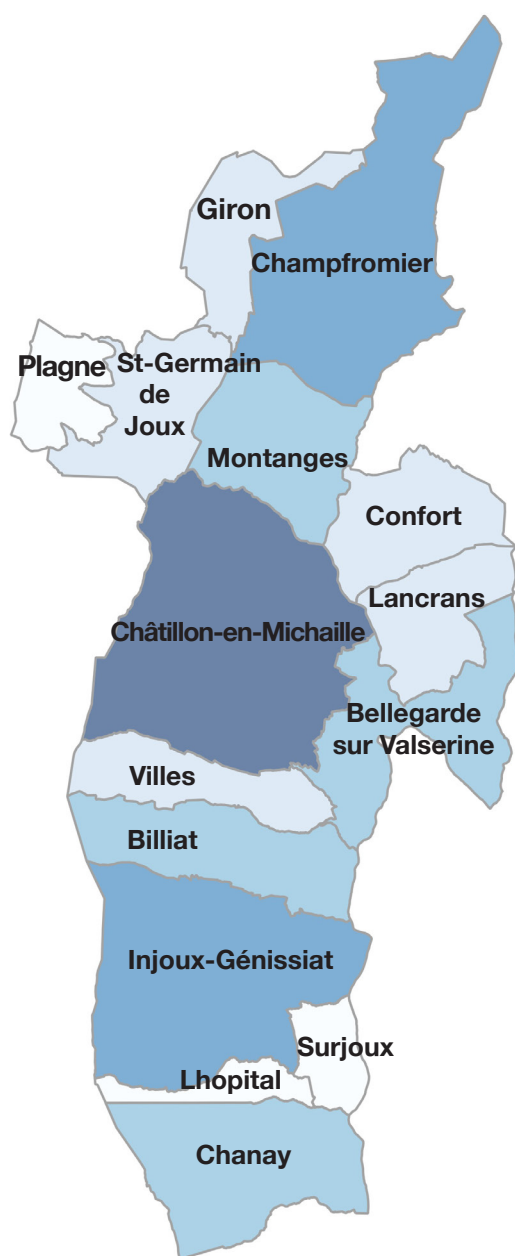 Giron
Champfromier
Plagne
St-Germain
de
Joux
Montanges
Confort
Lancrans
Châtillon-en-Michaille
Bellegarde
sur Valserine
Villes
Billiat
Injoux-Génissiat
Surjoux
Lhopital
Chanay